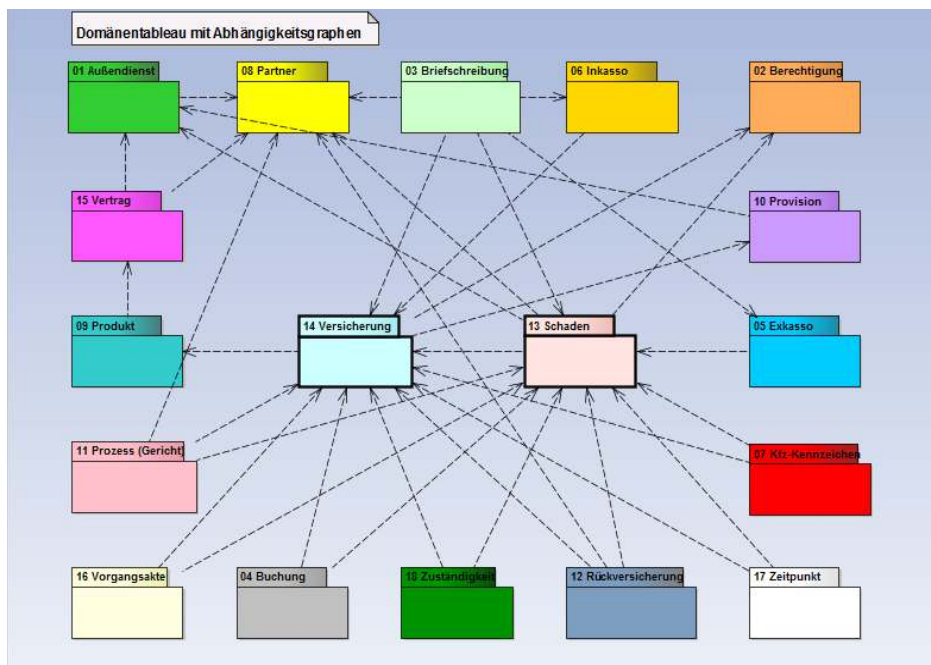 Domänentableau mit Abhängigkeitsgraphen
01 Außendienst
08 Partner
03 Briefschreibung
06 Inkasso
02 Berechtigung
15 Vertrag
10 Provision
09 Produkt
14 Versicherung
13 Schaden
05 Exkasso
11 Prozess (Gericht)
07 Kfz-Kennzeichen
16 Vorgangsakte
04 Buchung
18 Zuständigkeit
12 Rückversicherung
17 Zeitpunkt